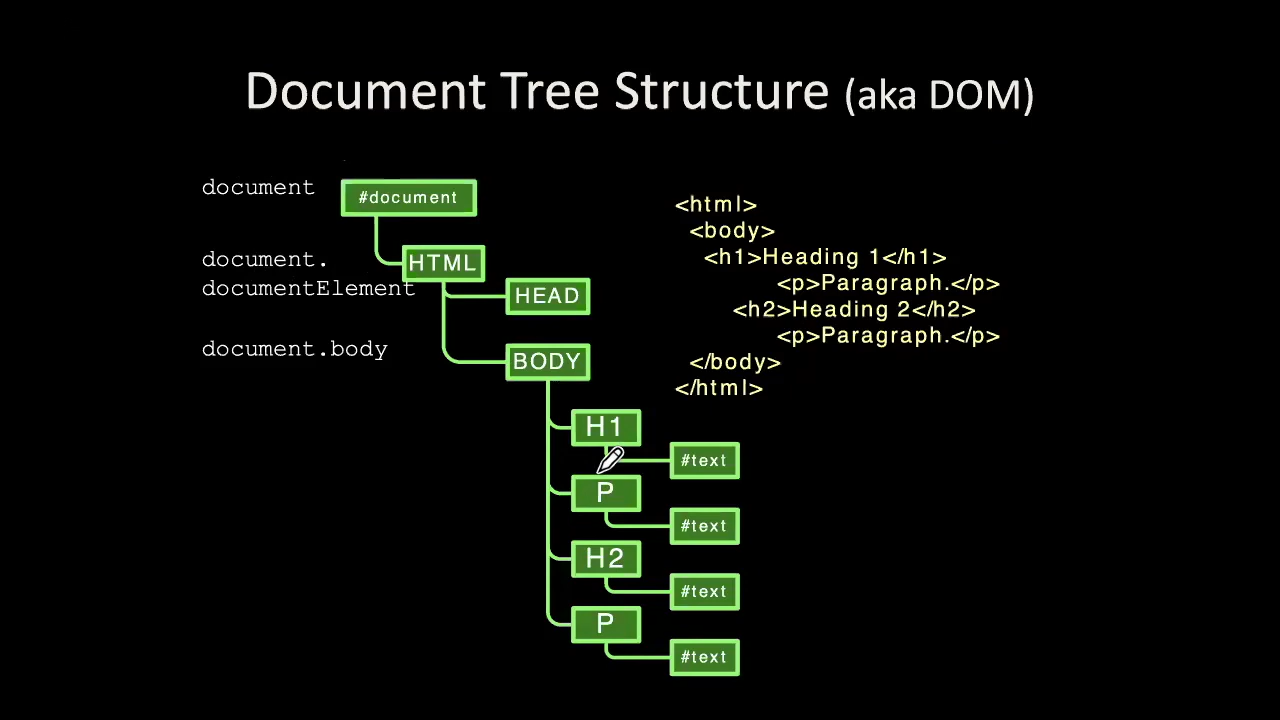 Document Tree Structure (aka DOM)
document
#document
document.
documentElement
HTML
HEAD
document.body
BODY
H1
#text
P
#text
H2
#text
P
#text
<html>
<body>
<h1>Heading 1</h1>
<p>Paragraph.</p>
<h2>Heading 2</h2>
<p>Paragraph.</p>
</body>
</html>